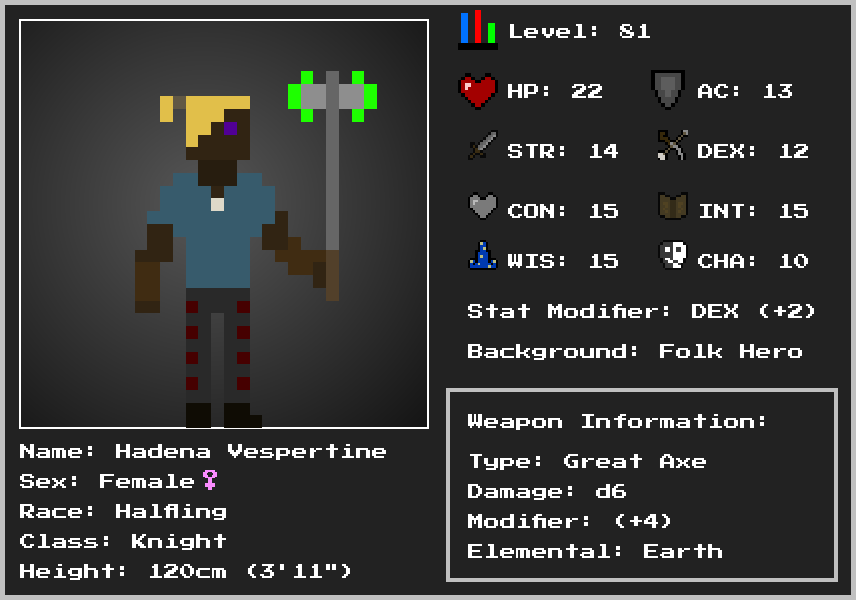 Level: 81
HP: 22 AC: 13
STR: 14 DEX: 12
CON: 15 INT: 15
WIS: 15 CHA: 10
Stat Modifier: DEX (+2)
Background: Folk Hero
Weapon Information:
Type: Great Axe
Damage: d6
Modifier: (+4)
Elemental: Earth
Name: Hadena Vespertine
Sex: Female♀
Race: Halfling
Class: Knight
Height: 120cm (3'11")